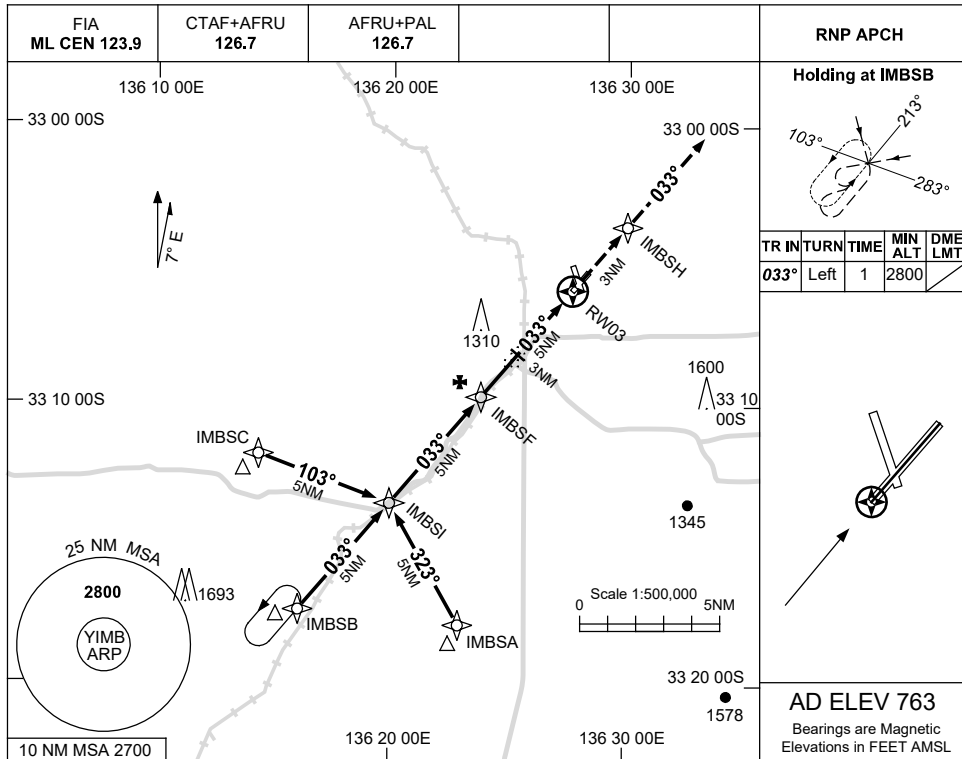 FIA
ML CEN 123.9
CTAF+AFRU
126.7
AFRU+PAL
126.7
RNP APCH
136 10 00E
136 20 00E
136 30 00E
33 00 00S
33 00 00S
7° E
033°
IMBSH
3NM
RW03
1310
033°
5NM
3NM
1600
33 10 00S
33 10
00S
IMBSF
IMBSC
103°
5NM
033°
5NM
IMBSI
1345
25 NM MSA
2800
1693
YIMB
ARP
033°
5NM
323°
5NM
IMBSB
IMBSA
Scale 1:500,000
0
5NM
33 20 00S
1578
10 NM MSA 2700
136 20 00E
136 30 00E
Holding at IMBSB
213°
103°
283°
TR IN TURN TIME MIN ALT DME LMT
033° Left 1 2800
AD ELEV 763
Bearings are Magnetic
Elevations in FEET AMSL